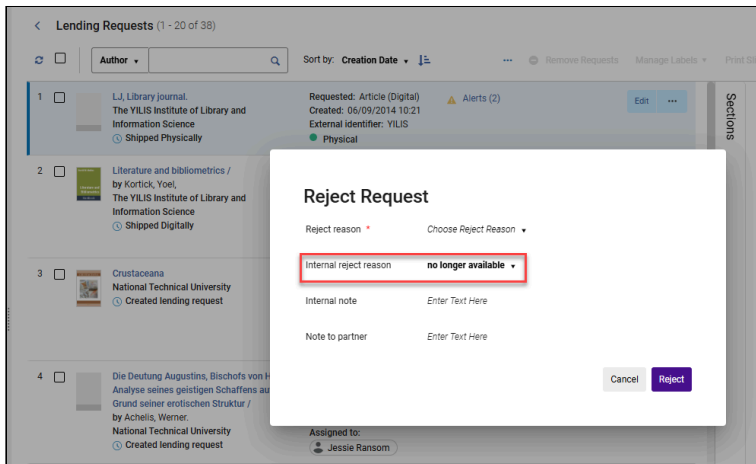 Lending Requests (1 - 20 of 38)
Author
Sort by: Creation Date
Remove Requests Manage Labels
1
LJ, Library journal.
The YILIS Institute of Library and
Information Science
Shipped Physically
Requested: Article (Digital)
Created: 06/09/2014 10:21
External identifier: YILIS
Physical
Alerts (2)
Edit
Sections
2
Literature and bibliometrics /
by Kortick, Yoel,
The YILIS Institute of Library and
Information Science
Shipped Digitally
3
Crustaceana
National Technical University
Created lending request
4
Die Deutung Augustins, Bischofs von
Analyse seines geistigen Schaffens
Grund seiner erotischen Struktur /
by Achelis, Werner.
National Technical University
Created lending request
Assigned to:
Jessie Ransom
Reject Request
Reject reason * Choose Reject Reason
Internal reject reason no longer available
Internal note Enter Text Here
Note to partner Enter Text Here
Cancel Reject